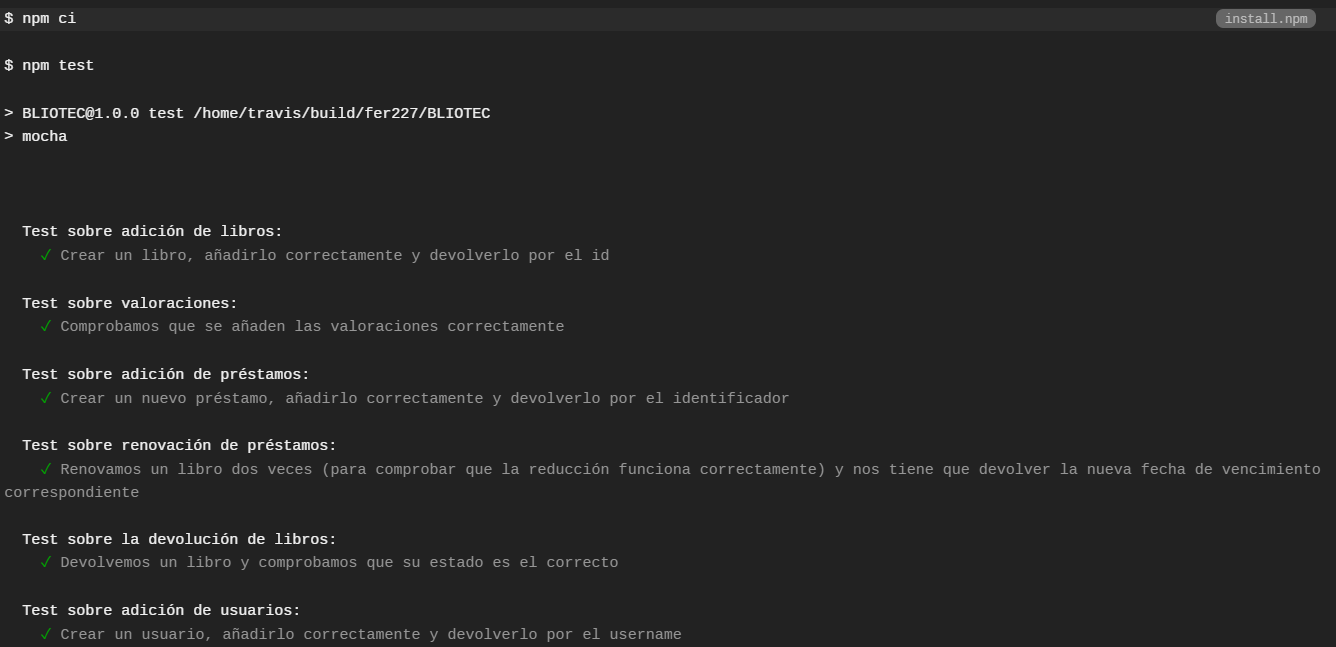 $ npm ci
install.npm
$ npm test
> BLIOTEC@1.0.0 test /home/travis/build/fer227/BLIOTEC
> mocha
Test sobre adición de libros:
✓ Crear un libro, añadirlo correctamente y devolverlo por el id
Test sobre valoraciones:
✓ Comprobamos que se añaden las valoraciones correctamente
Test sobre adición de préstamos:
✓ Crear un nuevo préstamo, añadirlo correctamente y devolverlo por el identificador
Test sobre renovación de préstamos:
✓ Renovamos un libro dos veces (para comprobar que la reducción funciona correctamente) y nos tiene que devolver la nueva fecha de vencimiento
correspondiente
Test sobre la devolución de libros:
✓ Devolvemos un libro y comprobamos que su estado es el correcto
Test sobre adición de usuarios:
✓ Crear un usuario, añadirlo correctamente y devolverlo por el username